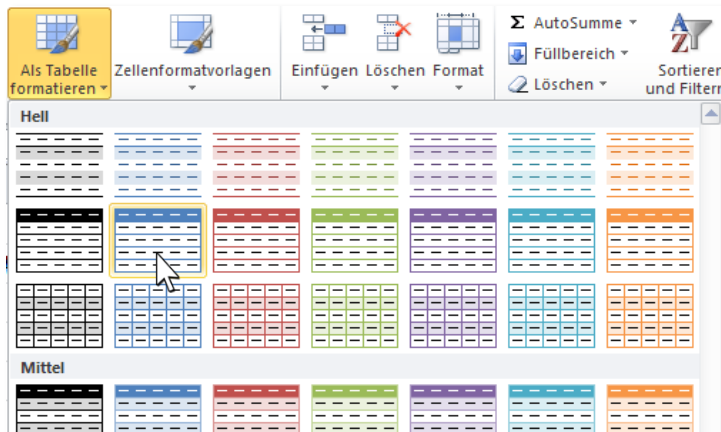 Als Tabelle formatieren
Zellenformatvorlagen
Einfügen
Löschen
Format
Σ AutoSumme
Füllbereich
Löschen
A
Z
Sortieren
und Filtern
Hell
Mittel